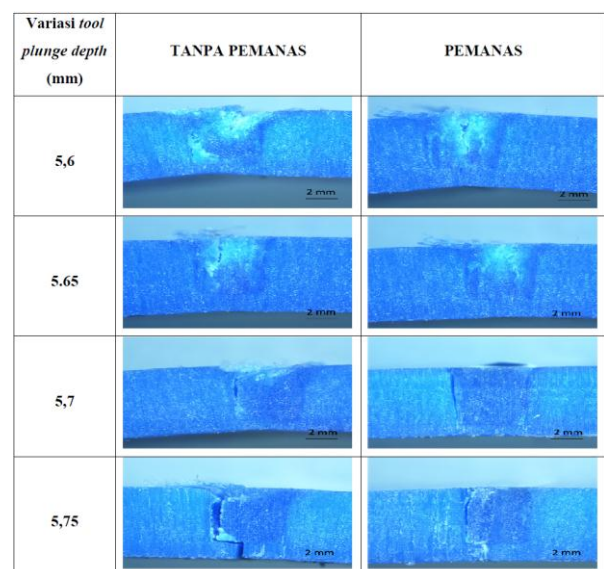 Variasi tool
plunge depth
(mm)
TANPA PEMANAS
PEMANAS
5,6
2 mm
2 mm
5.65
2 mm
2 mm
5,7
2 mm
2 mm
5,75
2 mm
2 mm